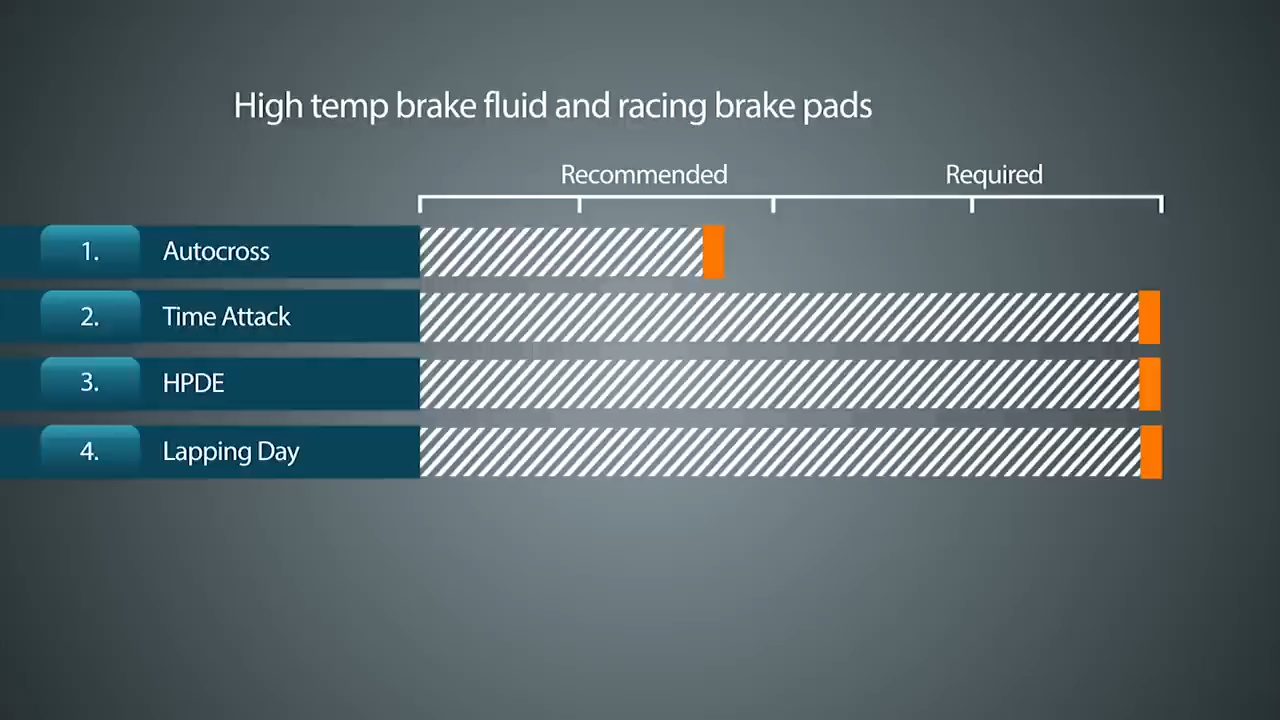 High temp brake fluid and racing brake pads
Recommended Required
1. Autocross
2. Time Attack
3. HPDE
4. Lapping Day